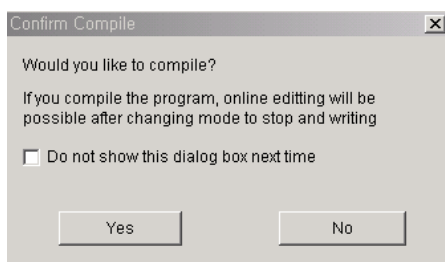 Confirm Compile
Would you like to compile?
If you compile the program, online editting will be
possible after changing mode to stop and writing
Do not show this dialog box next time
Yes No